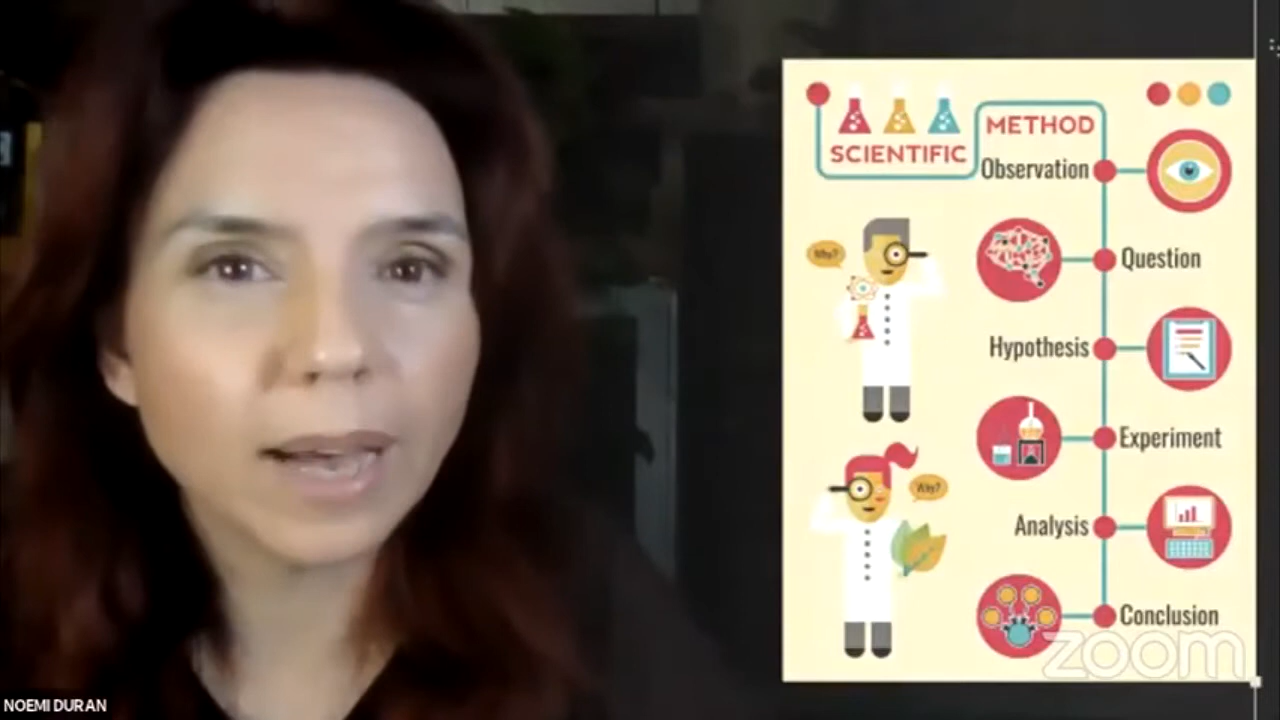 METHOD
SCIENTIFIC
Observation
Why?
Question
Hypothesis
Experiment
Why?
Analysis
Conclusion
zoom
NOEMI DURAN